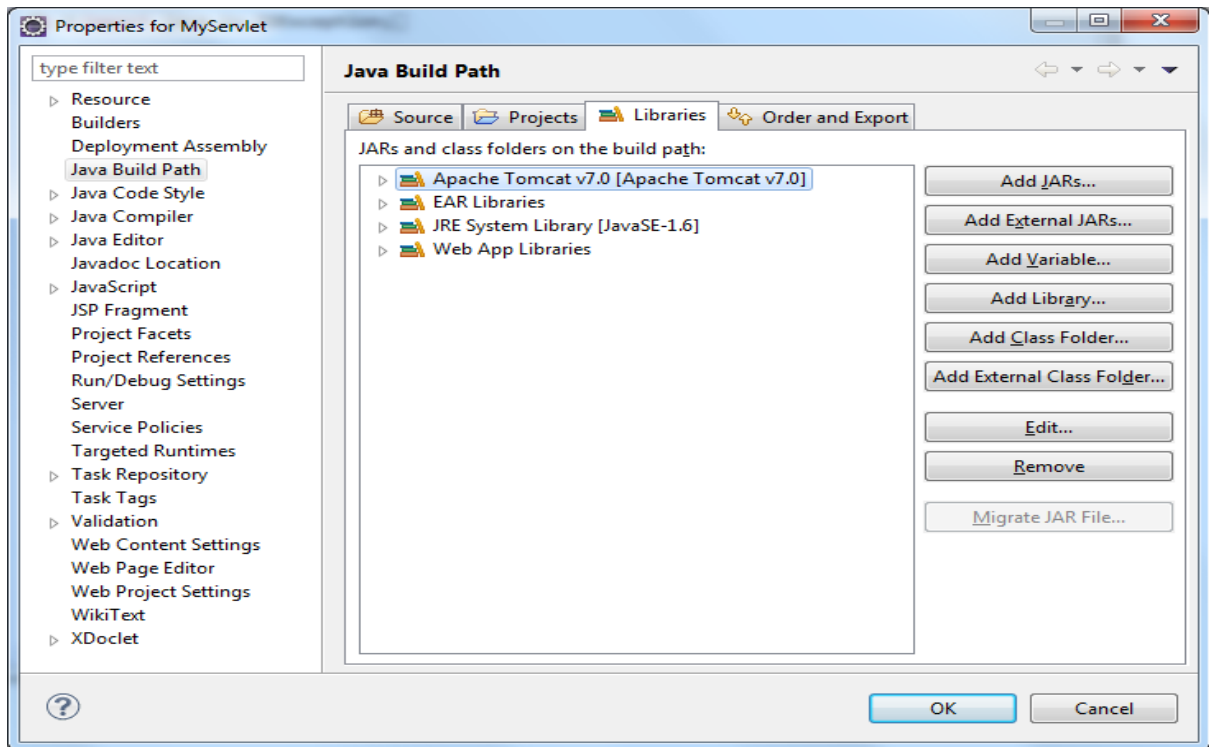 Properties for MyServlet
type filter text
Resource
Builders
Deployment Assembly
Java Build Path
Java Code Style
Java Compiler
Java Editor
Javadoc Location
JavaScript
JSP Fragment
Project Facets
Project References
Run/Debug Settings
Server
Service Policies
Targeted Runtimes
Task Repository
Task Tags
Validation
Web Content Settings
Web Page Editor
Web Project Settings
WikiText
XDoclet
Java Build Path
Source Projects Libraries Order and Export
JARs and class folders on the build path:
Apache Tomcat v7.0 [Apache Tomcat v7.0]
EAR Libraries
JRE System Library [JavaSE-1.6]
Web App Libraries
Add JARs...
Add External JARs...
Add Variable...
Add Library...
Add Class Folder...
Add External Class Folder...
Edit...
Remove
Migrate JAR File...
OK Cancel